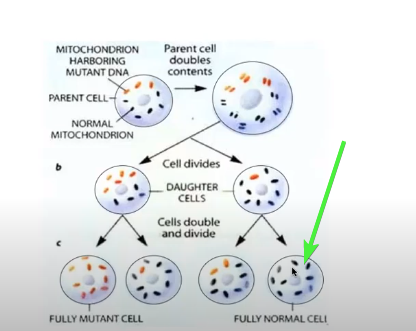 MITOCHONDRION
HARBORING
MUTANT DNA
Parent cell
doubles
contents
PARENT CELL
NORMAL
MITOCHONDRION
b
Cell divides
DAUGHTER
CELLS
Cells double
and divide
c
FULLY MUTANT CELL
FULLY NORMAL CELL